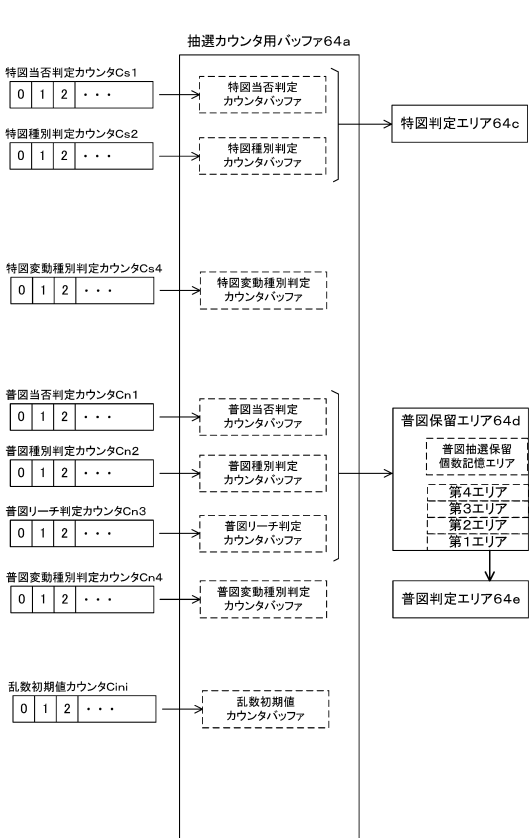 抽選カウンタ用バッファ64a
特図当否判定カウンタCs1
0 1 2 ・・・
特図当否判定
カウンタバッファ
特図種別判定カウンタCs2
0 1 2 ・・・
特図種別判定
カウンタバッファ
特図判定エリア64c
特図変動種別判定カウンタCs4
0 1 2 ・・・
特図変動種別判定
カウンタバッファ
普図当否判定カウンタCn1
0 1 2 ・・・
普図当否判定
カウンタバッファ
普図種別判定カウンタCn2
0 1 2 ・・・
普図種別判定
カウンタバッファ
普図リーチ判定カウンタCn3
0 1 2 ・・・
普図リーチ判定
カウンタバッファ
普図変動種別判定カウンタCn4
0 1 2 ・・・
普図変動種別判定
カウンタバッファ
普図保留エリア64d
普図抽選保留
個数記憶エリア
第4エリア
第3エリア
第2エリア
第1エリア
普図判定エリア64e
乱数初期値カウンタCini
0 1 2 ・・・
乱数初期値
カウンタバッファ